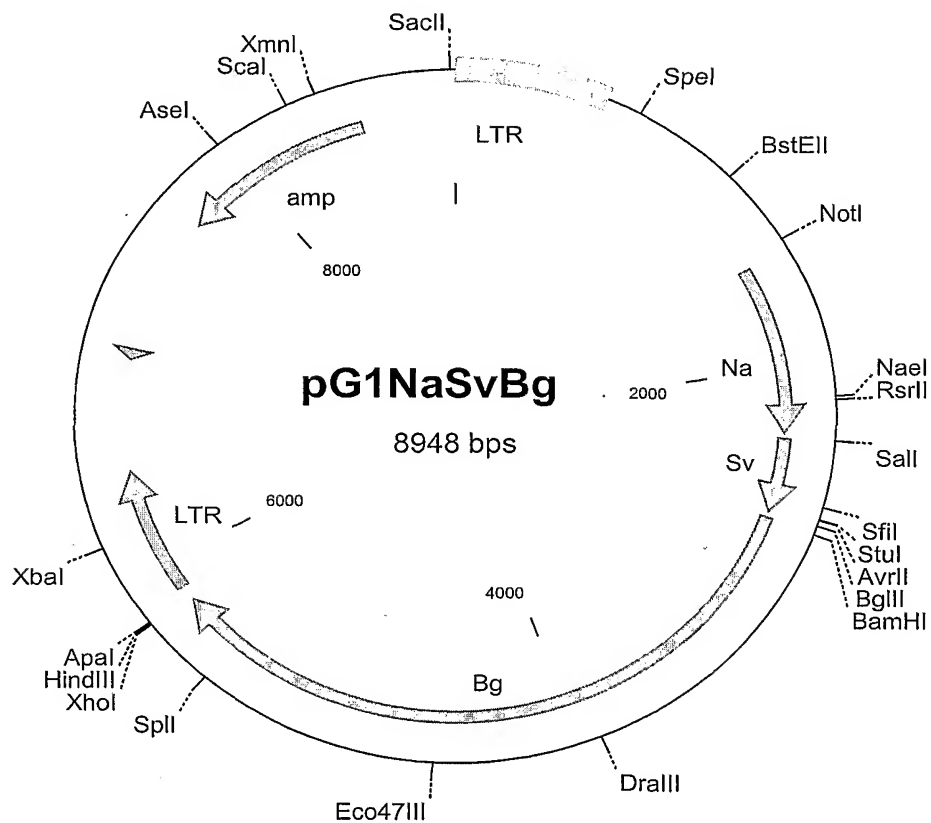 SacII
XmnI
ScaI
SpeI
AseI
LTR
BstEII
amp
I
NotI
8000
pG1NaSvBg
2000
Na
NaeI
RsrII
8948 bps
SalI
Sv
6000
LTR
SfiI
StuI
XbaI
AvrII
4000
BglII
BamHI
ApaI
HindIII
XhoI
Bg
SplI
DraIII
Eco47III